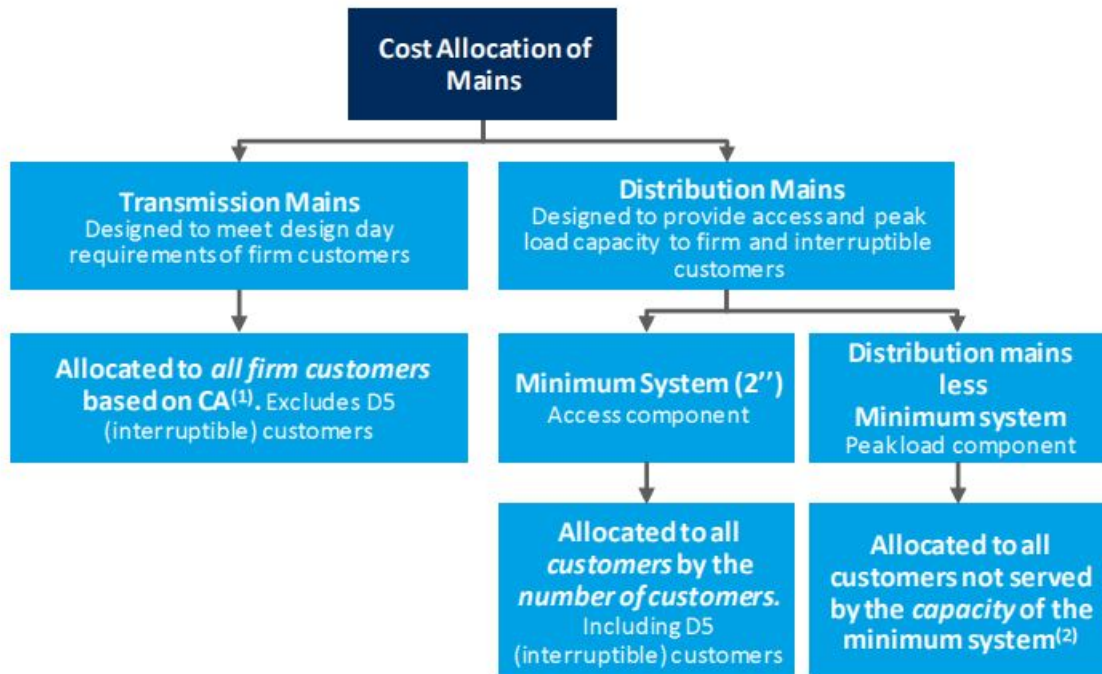 Cost Allocation of
Mains
Transmission Mains
Designed to meet design day
requirements of firm customers
Distribution Mains
Designed to provide access and peak
load capacity to firm and interruptible
customers
Allocated to all firm customers
based on CA(1). Excludes D5
(interruptible) customers
Minimum System (2’’)
Access component
Distribution mains
less
Minimum system
Peak load component
Allocated to all
customers by the
number of customers.
Including D5
(interruptible) customers
Allocated to all
customers not served
by the capacity of the
minimum system(2)